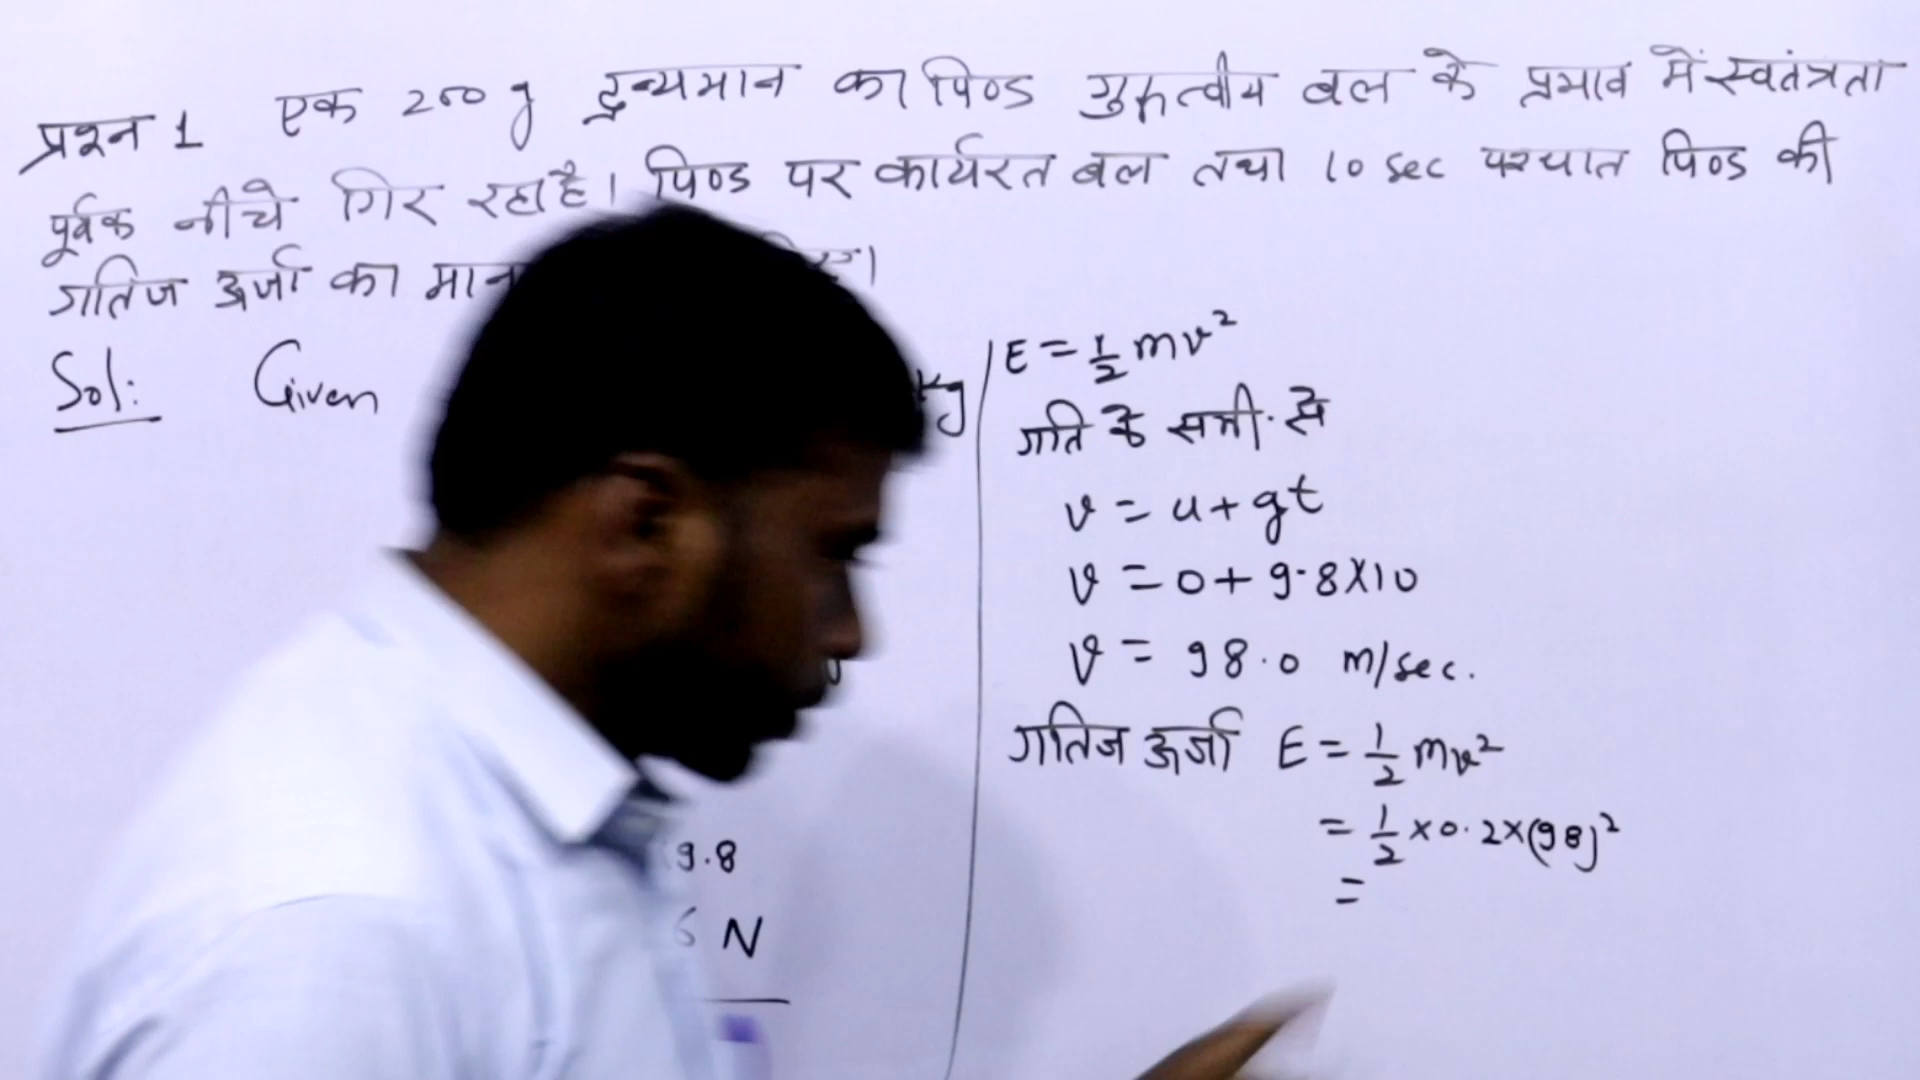 प्रश्न 1 एक 200 g द्रव्यमान का पिण्ड गुरुत्वीय बल के प्रभाव में स्वतंत्रता
पूर्वक नीचे गिर रहा है। पिण्ड पर कार्यरत बल तथा 10 sec पश्चात पिण्ड की
गतिज ऊर्जा का मान
Sol: Given kg
9.8
6 N
E = 1/2 mv²
गति के समी. से
v = u + gt
v = 0 + 9.8×10
v = 98.0 m/sec.
गतिज ऊर्जा E = 1/2 mv²
= 1/2 × 0.2 × (98)²
=